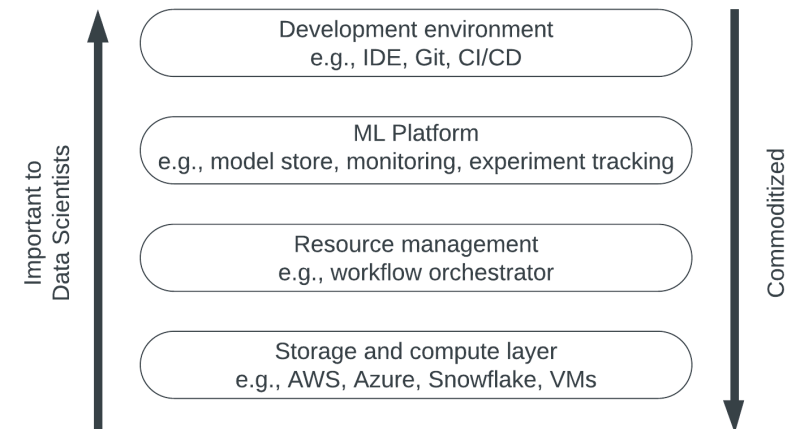 Development environment
e.g., IDE, Git, CI/CD
ML Platform
e.g., model store, monitoring, experiment tracking
Resource management
e.g., workflow orchestrator
Storage and compute layer
e.g., AWS, Azure, Snowflake, VMs
Important to
Data Scientists
Commoditized